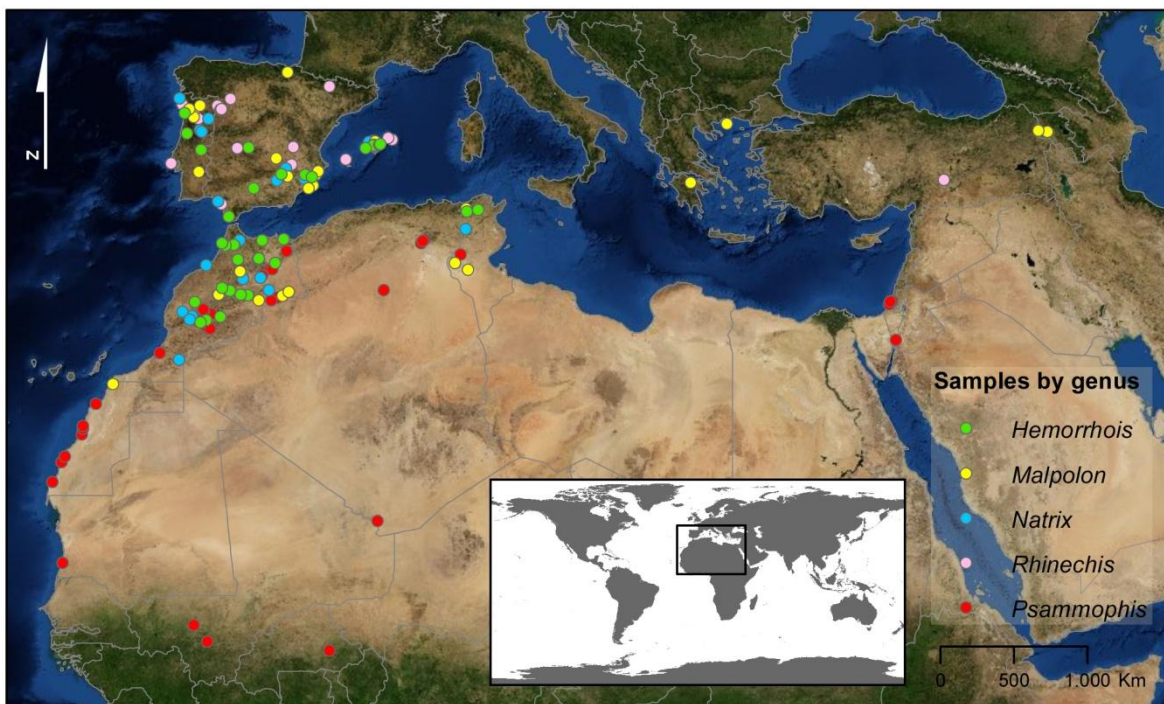 N
Samples by genus
Hemorrhois
Malpolon
Natrix
Rhinechis
Psammophis
0 500 1.000 Km